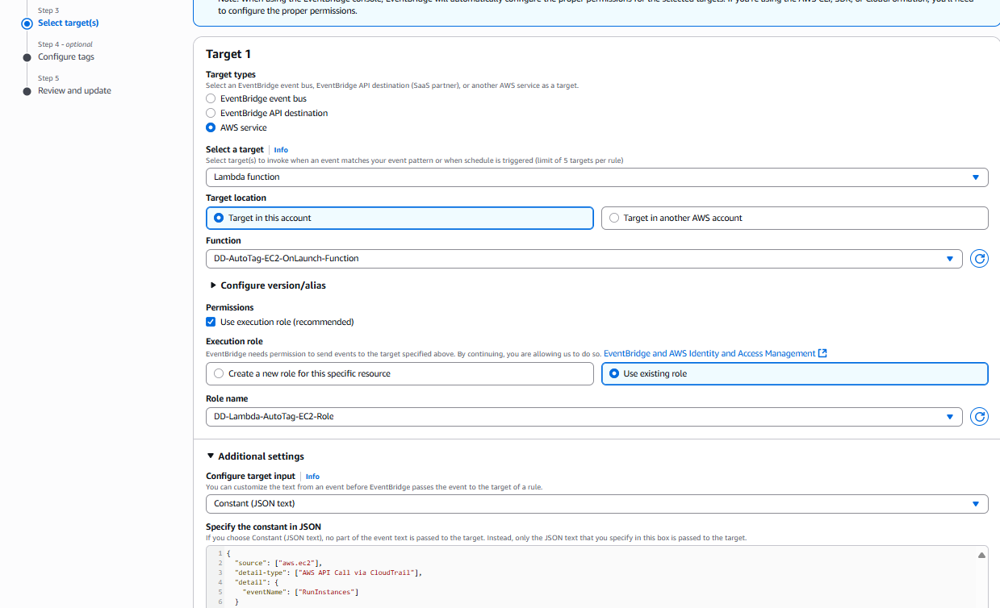 Step 3
Select target(s)
Step 4 - optional
Configure tags
Step 5
Review and update
Note: When using the EventBridge console, EventBridge will automatically configure the proper permissions for the selected targets. If you're using the AWS CLI, SDK, or CloudFormation, you'll need
to configure the proper permissions.
Target 1
Target types
Select an EventBridge event bus, EventBridge API destination (SaaS partner), or another AWS service as a target.
EventBridge event bus
EventBridge API destination
AWS service
Select a target Info
Select target(s) to invoke when an event matches your event pattern or when schedule is triggered (limit of 5 targets per rule)
Lambda function
Target location
Target in this account
Target in another AWS account
Function
DD-AutoTag-EC2-OnLaunch-Function
Configure version/alias
Permissions
Use execution role (recommended)
Execution role
EventBridge needs permission to send events to the target specified above. By continuing, you are allowing us to do so. EventBridge and AWS Identity and Access Management
Create a new role for this specific resource
Use existing role
Role name
DD-Lambda-AutoTag-EC2-Role
Additional settings
Configure target input Info
You can customize the text from an event before EventBridge passes the event to the target of a rule.
Constant (JSON text)
Specify the constant in JSON
If you choose Constant (JSON text), no part of the event text is passed to the target. Instead, only the JSON text that you specify in this box is passed to the target.
1 {
2 "source": ["aws.ec2"],
3 "detail-type": ["AWS API Call via CloudTrail"],
4 "detail": {
5 "eventName": ["RunInstances"]
6 }